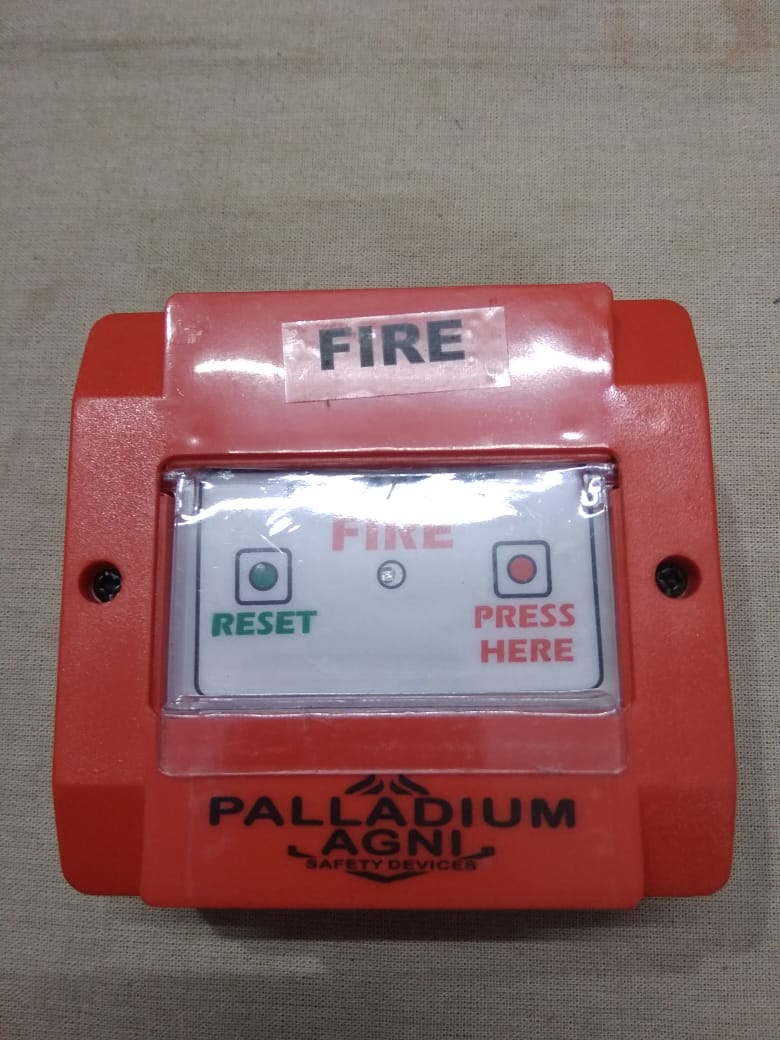 FIRE
FIRE
RESET
PRESS
HERE
PALLADIUM
AGNI
SAFETY DEVICES